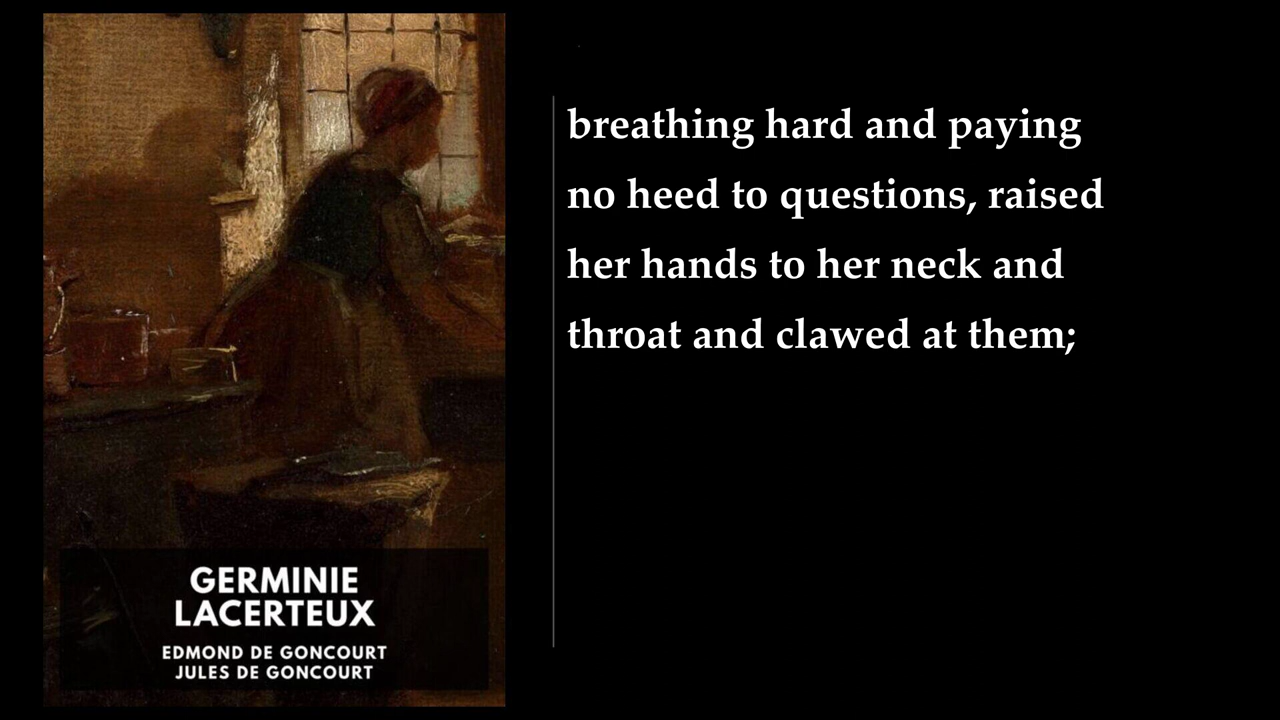 breathing hard and paying
no heed to questions, raised
her hands to her neck and
throat and clawed at them;
GERMINIE
LACERTEUX
EDMOND DE GONCOURT
JULES DE GONCOURT